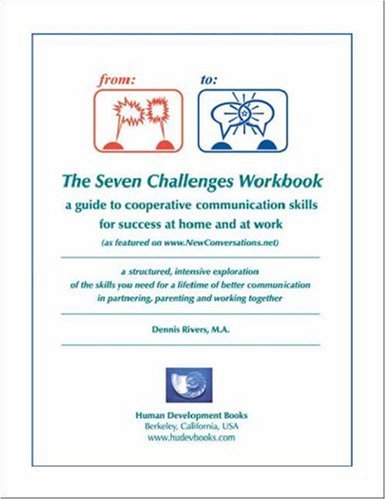 from:
to:
The Seven Challenges Workbook
a guide to cooperative communication skills
for success at home and at work
(as featured on www.NewConversations.net)
a structured, intensive exploration
of the skills you need for a lifetime of better communication
in partnering, parenting and working together
Dennis Rivers, M.A.
Human Development Books
Berkeley, California, USA
www.hudevbooks.com